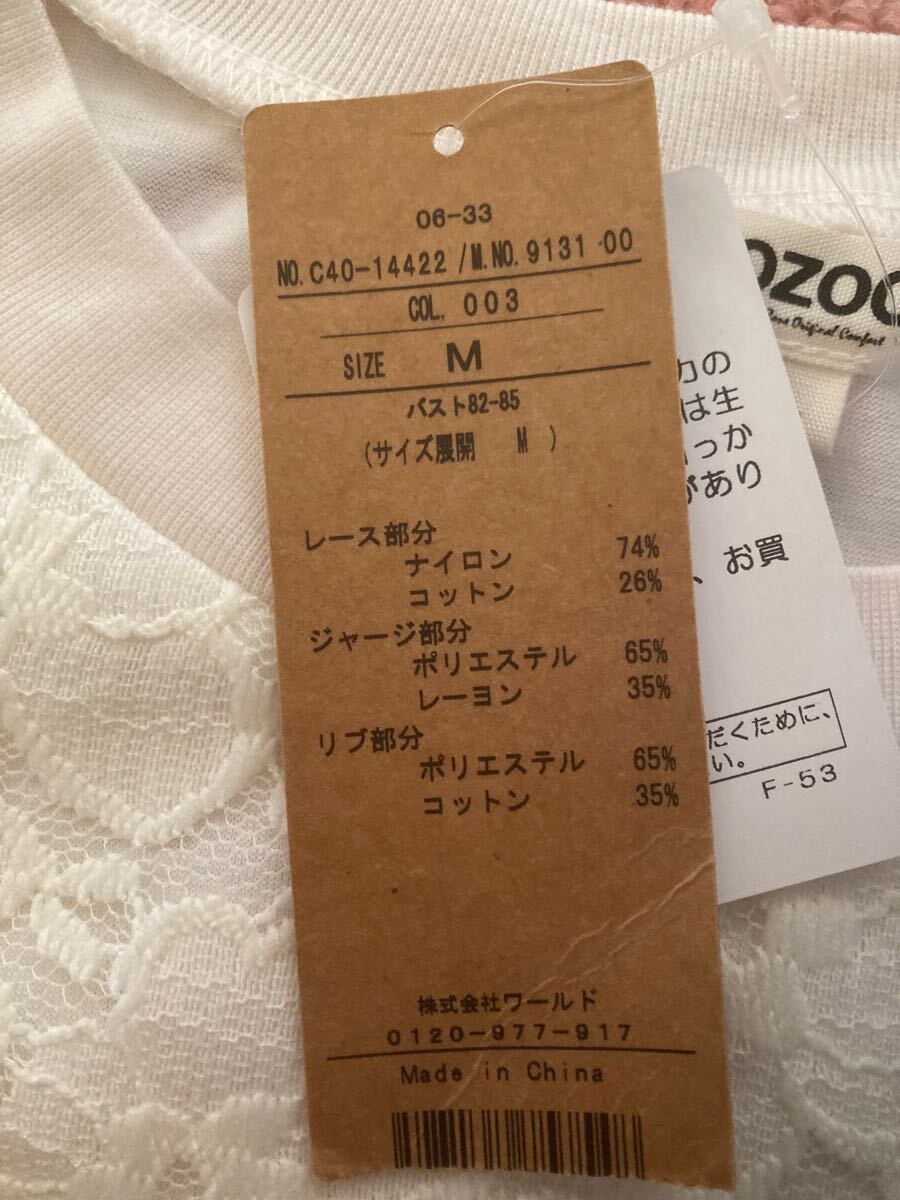 06-33
NO. C40-14422 / M.NO. 9131 00
COL. 003
SIZE M
バスト82-85
(サイズ展開 M )
レース部分
ナイロン 74%
コットン 26%
ジャージ部分
ポリエステル 65%
レーヨン 35%
リブ部分
ポリエステル 65%
コットン 35%
株式会社ワールド
0120-977-917
Made in China
OZOC
Original Comfort
力の
は生
っか
があり
、お買
だくために、
い。
F-53